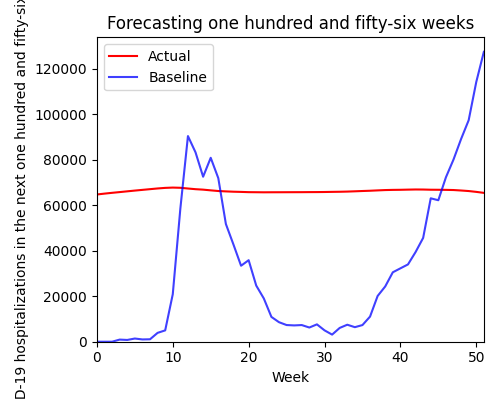 Forecasting one hundred and fifty-six weeks
Actual
Baseline
120000
100000
80000
60000
40000
20000
0
D-19 hospitalizations in the next one hundred and fifty-six
0 10 20 30 40 50
Week